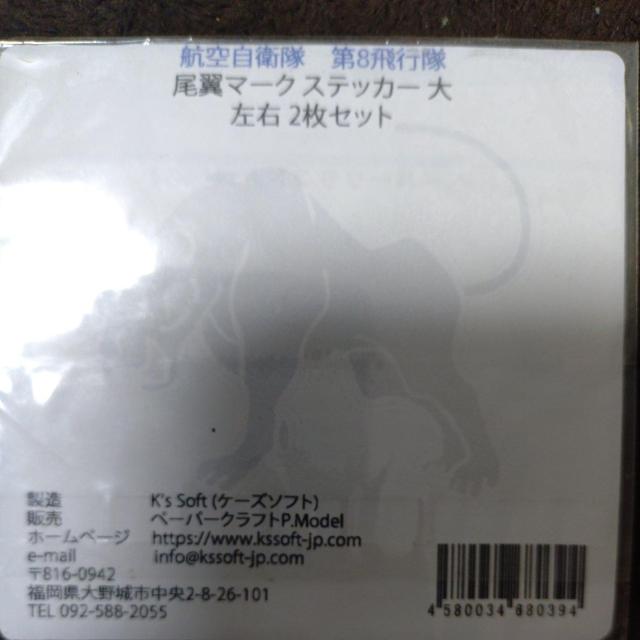 航空自衛隊　第8飛行隊
尾翼マーク ステッカー 大
左右 2枚セット
製造 K's Soft (ケーズソフト)
販売 ペーパークラフトP.Model
ホームページ https://www.kssoft-jp.com
e-mail info@kssoft-jp.com
〒816-0942
福岡県大野城市中央2-8-26-101
TEL 092-588-2055
4 580034 680394